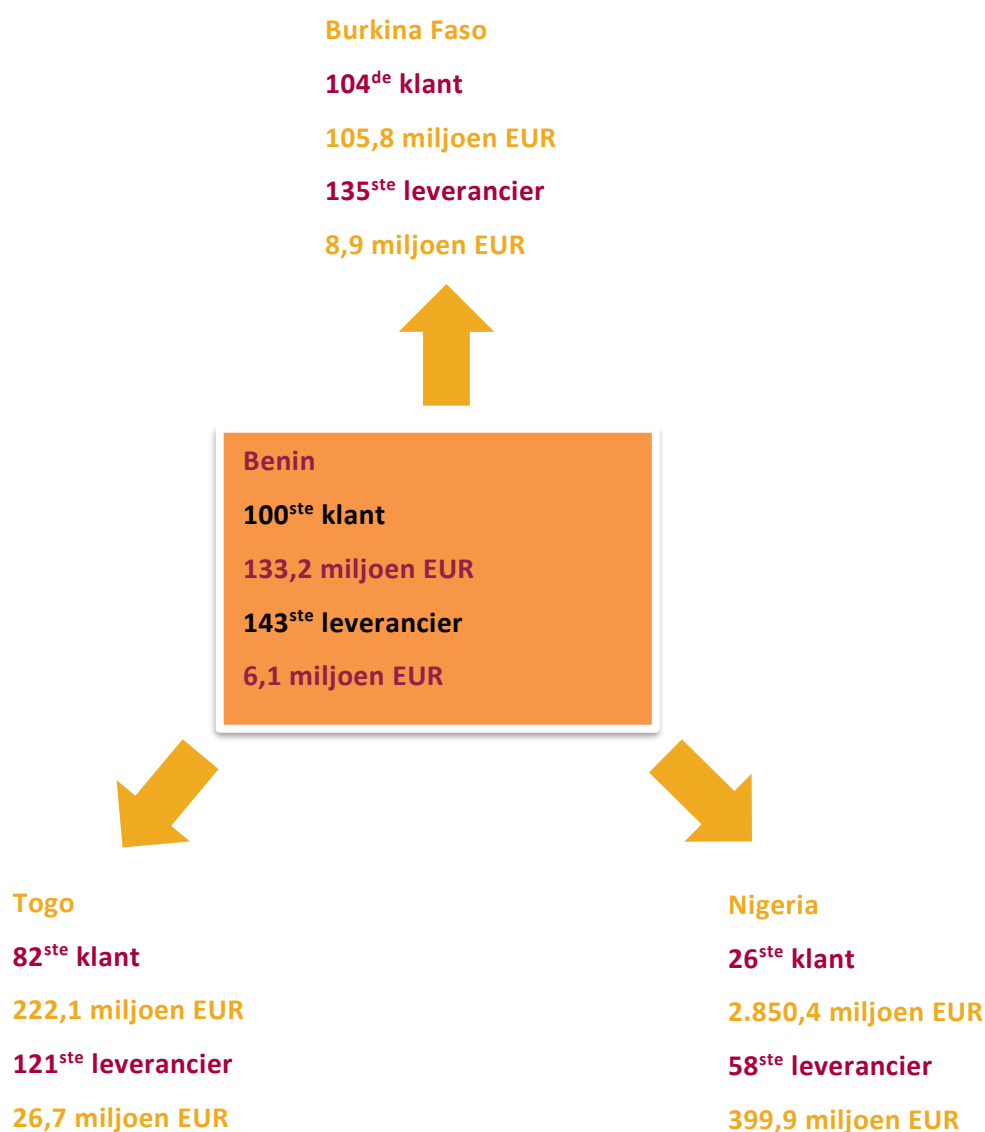 Burkina Faso
104de klant
105,8 miljoen EUR
135ste leverancier
8,9 miljoen EUR
Benin
100ste klant
133,2 miljoen EUR
143ste leverancier
6,1 miljoen EUR
Togo
82ste klant
222,1 miljoen EUR
121ste leverancier
26,7 miljoen EUR
Nigeria
26ste klant
2.850,4 miljoen EUR
58ste leverancier
399,9 miljoen EUR